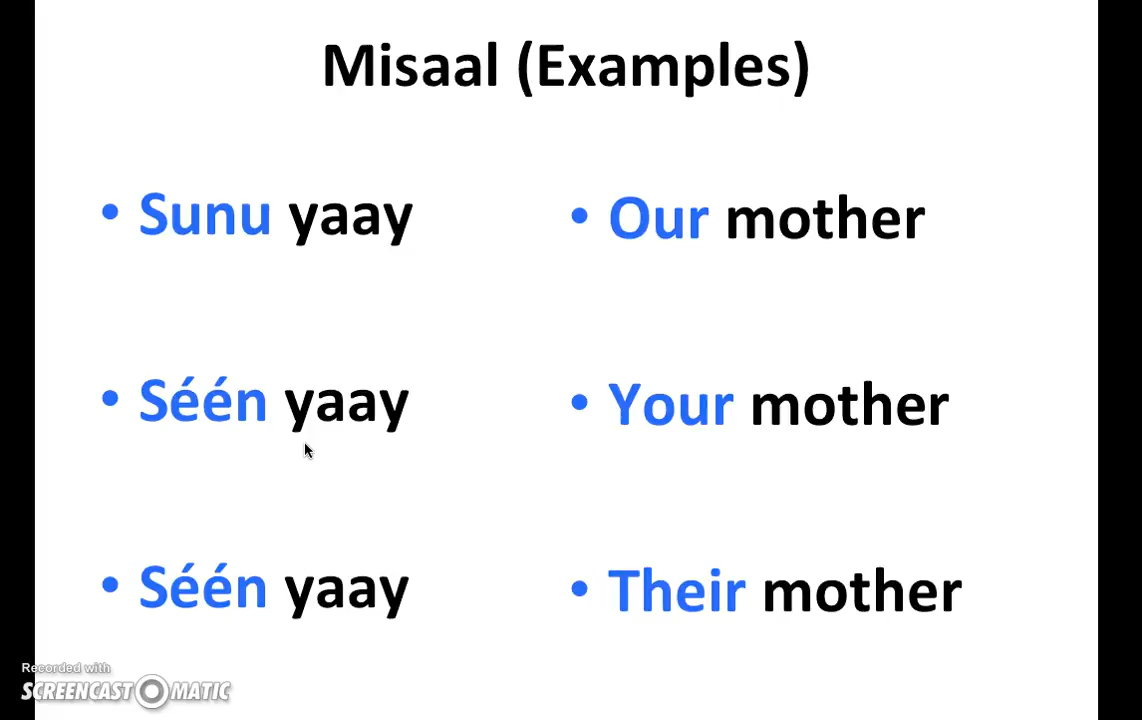 Misaal (Examples)
• Sunu yaay
• Our mother
• Séén yaay
• Your mother
• Séén yaay
• Their mother
Recorded with
SCREENCAST-O-MATIC